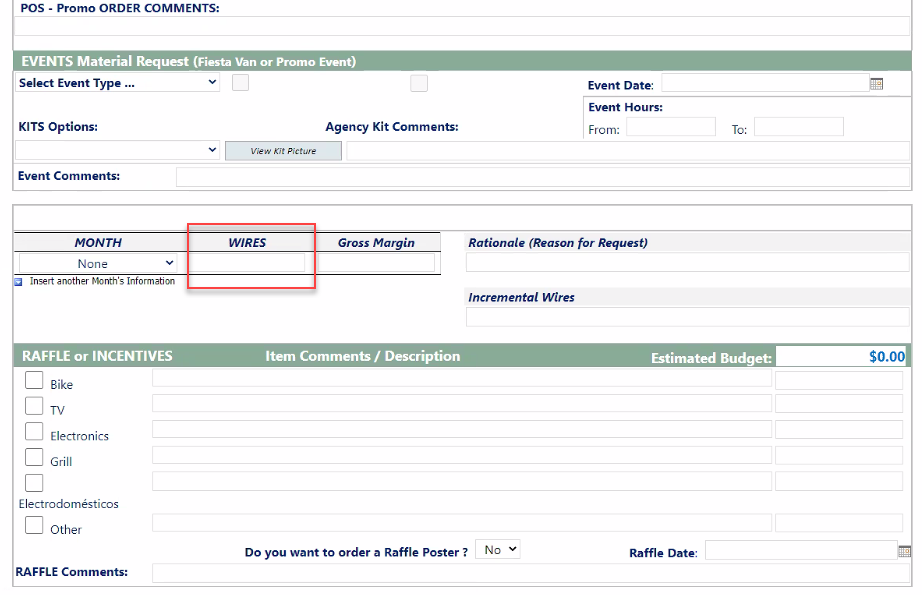 POS - Promo ORDER COMMENTS:
EVENTS Material Request (Fiesta Van or Promo Event)
Select Event Type ...
Event Date:
Event Hours:
KITS Options:
Agency Kit Comments:
From:
To:
View Kit Picture
Event Comments:
MONTH WIRES Gross Margin
Rationale (Reason for Request)
None
Insert another Month's Information
Incremental Wires
RAFFLE or INCENTIVES Item Comments / Description Estimated Budget: $0.00
Bike
TV
Electronics
Grill
Electrodomésticos
Other
Do you want to order a Raffle Poster ? No
Raffle Date:
RAFFLE Comments: